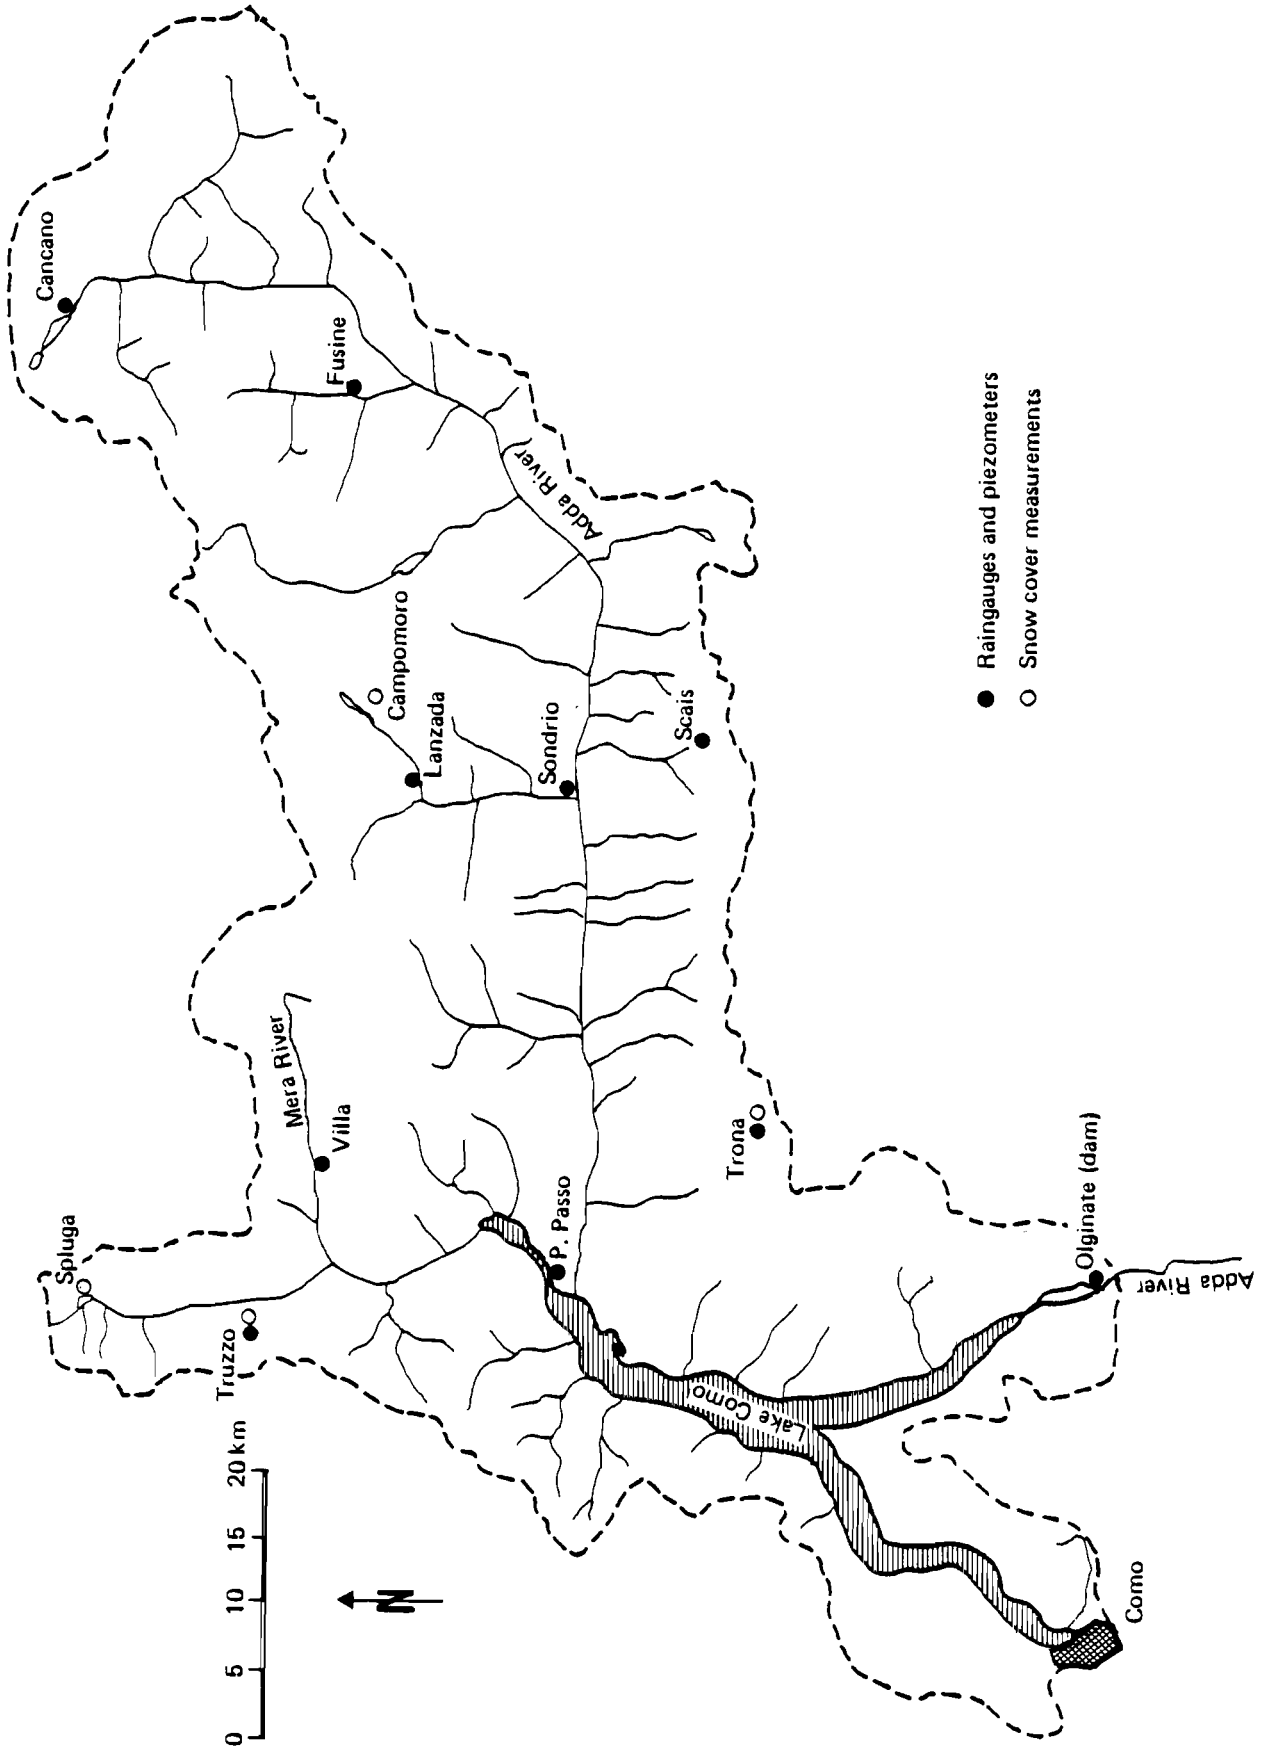 Cancano
Fusine
Adda River
Campomoro
Lanzada
Sondrio
Scais
Mera River
Villa
Spluga
Truzzo
P. Passo
Trona
Lake Como
Olginate (dam)
Adda River
Como
0 5 10 15 20 km
N
Raingauges and piezometers
Snow cover measurements